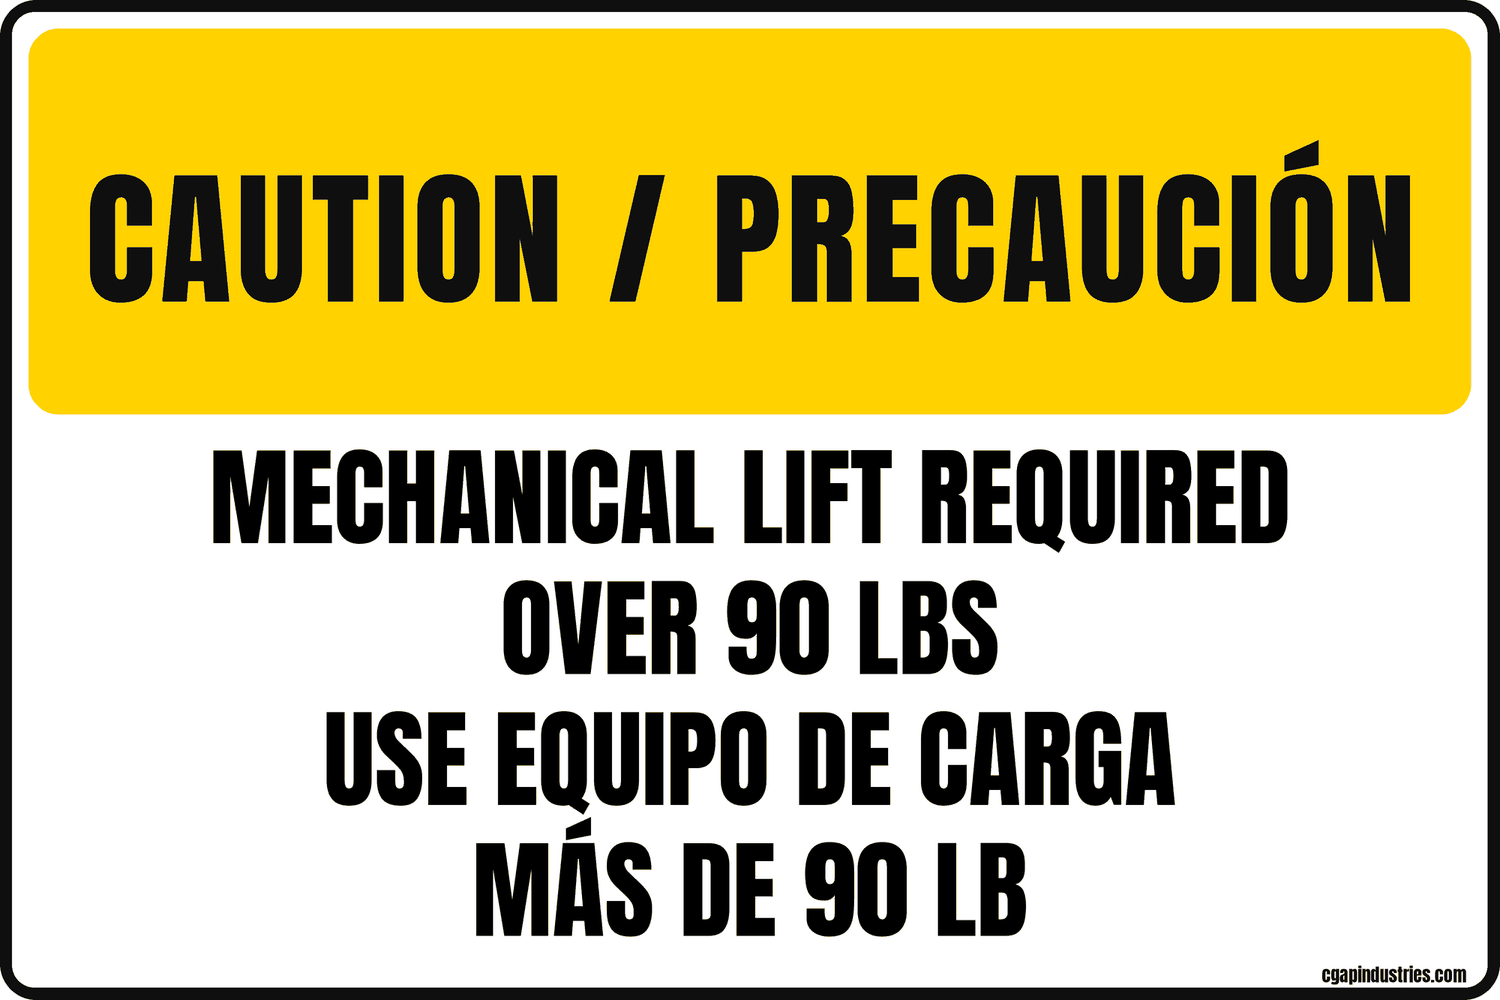 CAUTION / PRECAUCIÓN
MECHANICAL LIFT REQUIRED
OVER 90 LBS
USE EQUIPO DE CARGA
MÁS DE 90 LB
cgapindustries.com